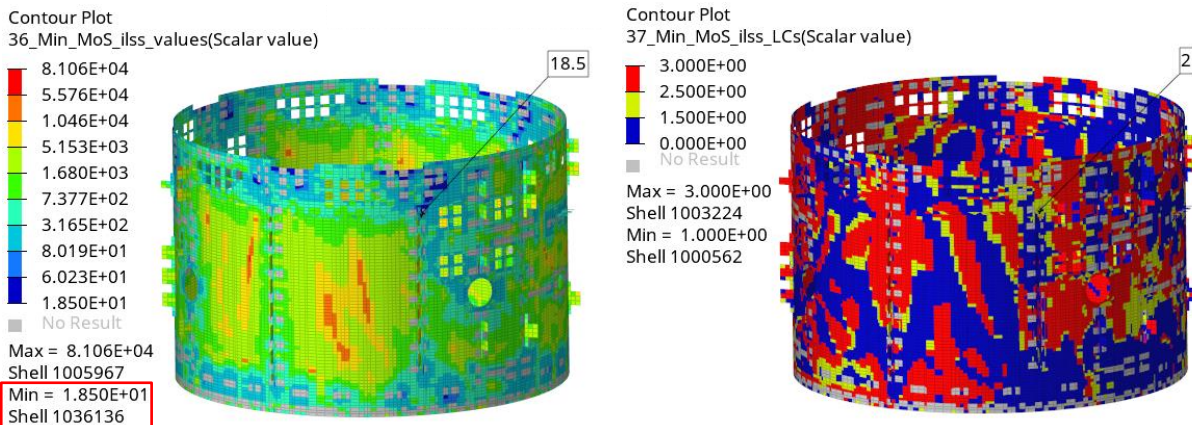 Contour Plot
36_Min_MoS_ilss_values(Scalar value)
8.106E+04
5.576E+04
1.046E+04
5.153E+03
1.680E+03
7.377E+02
3.165E+02
8.019E+01
6.023E+01
1.850E+01
No Result
Max = 8.106E+04
Shell 1005967
Min = 1.850E+01
Shell 1036136
18.5
Contour Plot
37_Min_MoS_ilss_LCs(Scalar value)
3.000E+00
2.500E+00
1.500E+00
0.000E+00
No Result
Max = 3.000E+00
Shell 1003224
Min = 1.000E+00
Shell 1000562
2